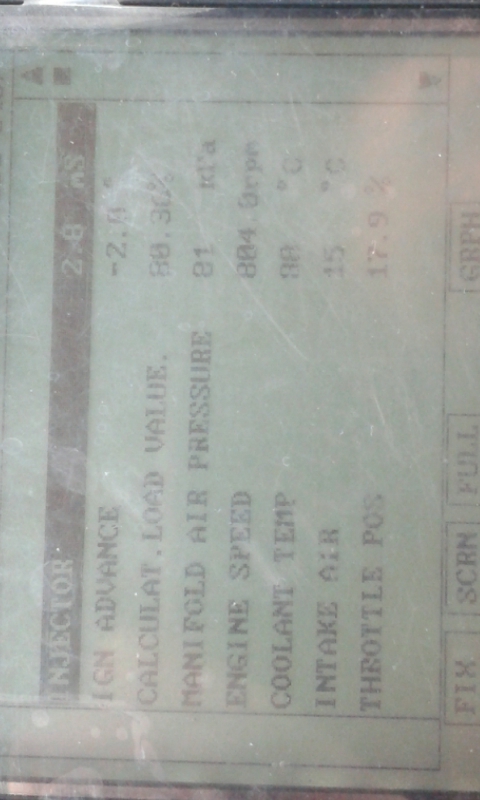 INJECTOR 2.8 mS
IGN ADVANCE -2.0 °
CALCULAT.LOAD VALUE. 80.3 %
MANIFOLD AIR PRESSURE 81 kPa
ENGINE SPEED 804.0rpm
COOLANT TEMP °C
INTAKE AIR 15 °C
THROTTLE POS 17.9 %
FIX SCRN FULL GRPH